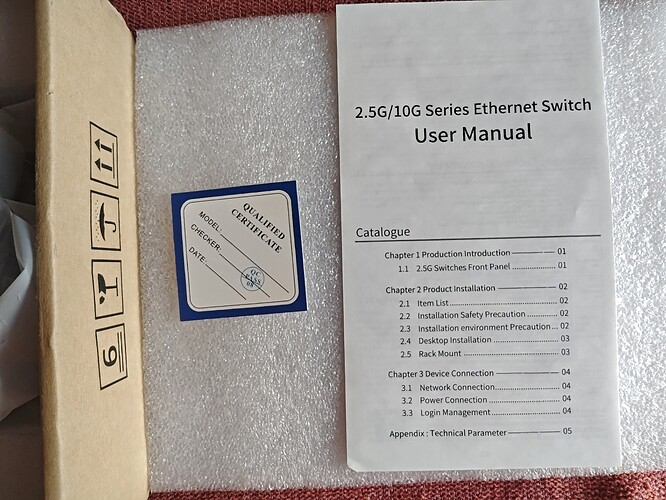 2.5G/10G Series Ethernet Switch
User Manual
Catalogue
Chapter 1 Production Introduction 01
1.1 2.5G Switches Front Panel ..................... 01
Chapter 2 Product Installation 02
2.1 Item List ..................... 02
2.2 Installation Safety Precaution ..................... 02
2.3 Installation environment Precaution ... 02
2.4 Desktop Installation ..................... 03
2.5 Rack Mount ..................... 03
Chapter 3 Device Connection 04
3.1 Network Connection ..................... 04
3.2 Power Connection ..................... 04
3.3 Login Management ..................... 04
Appendix : Technical Parameter 05
QUALIFIED
CERTIFICATE
MODEL:
CHECKER:
DATE:
QC
PASS
6